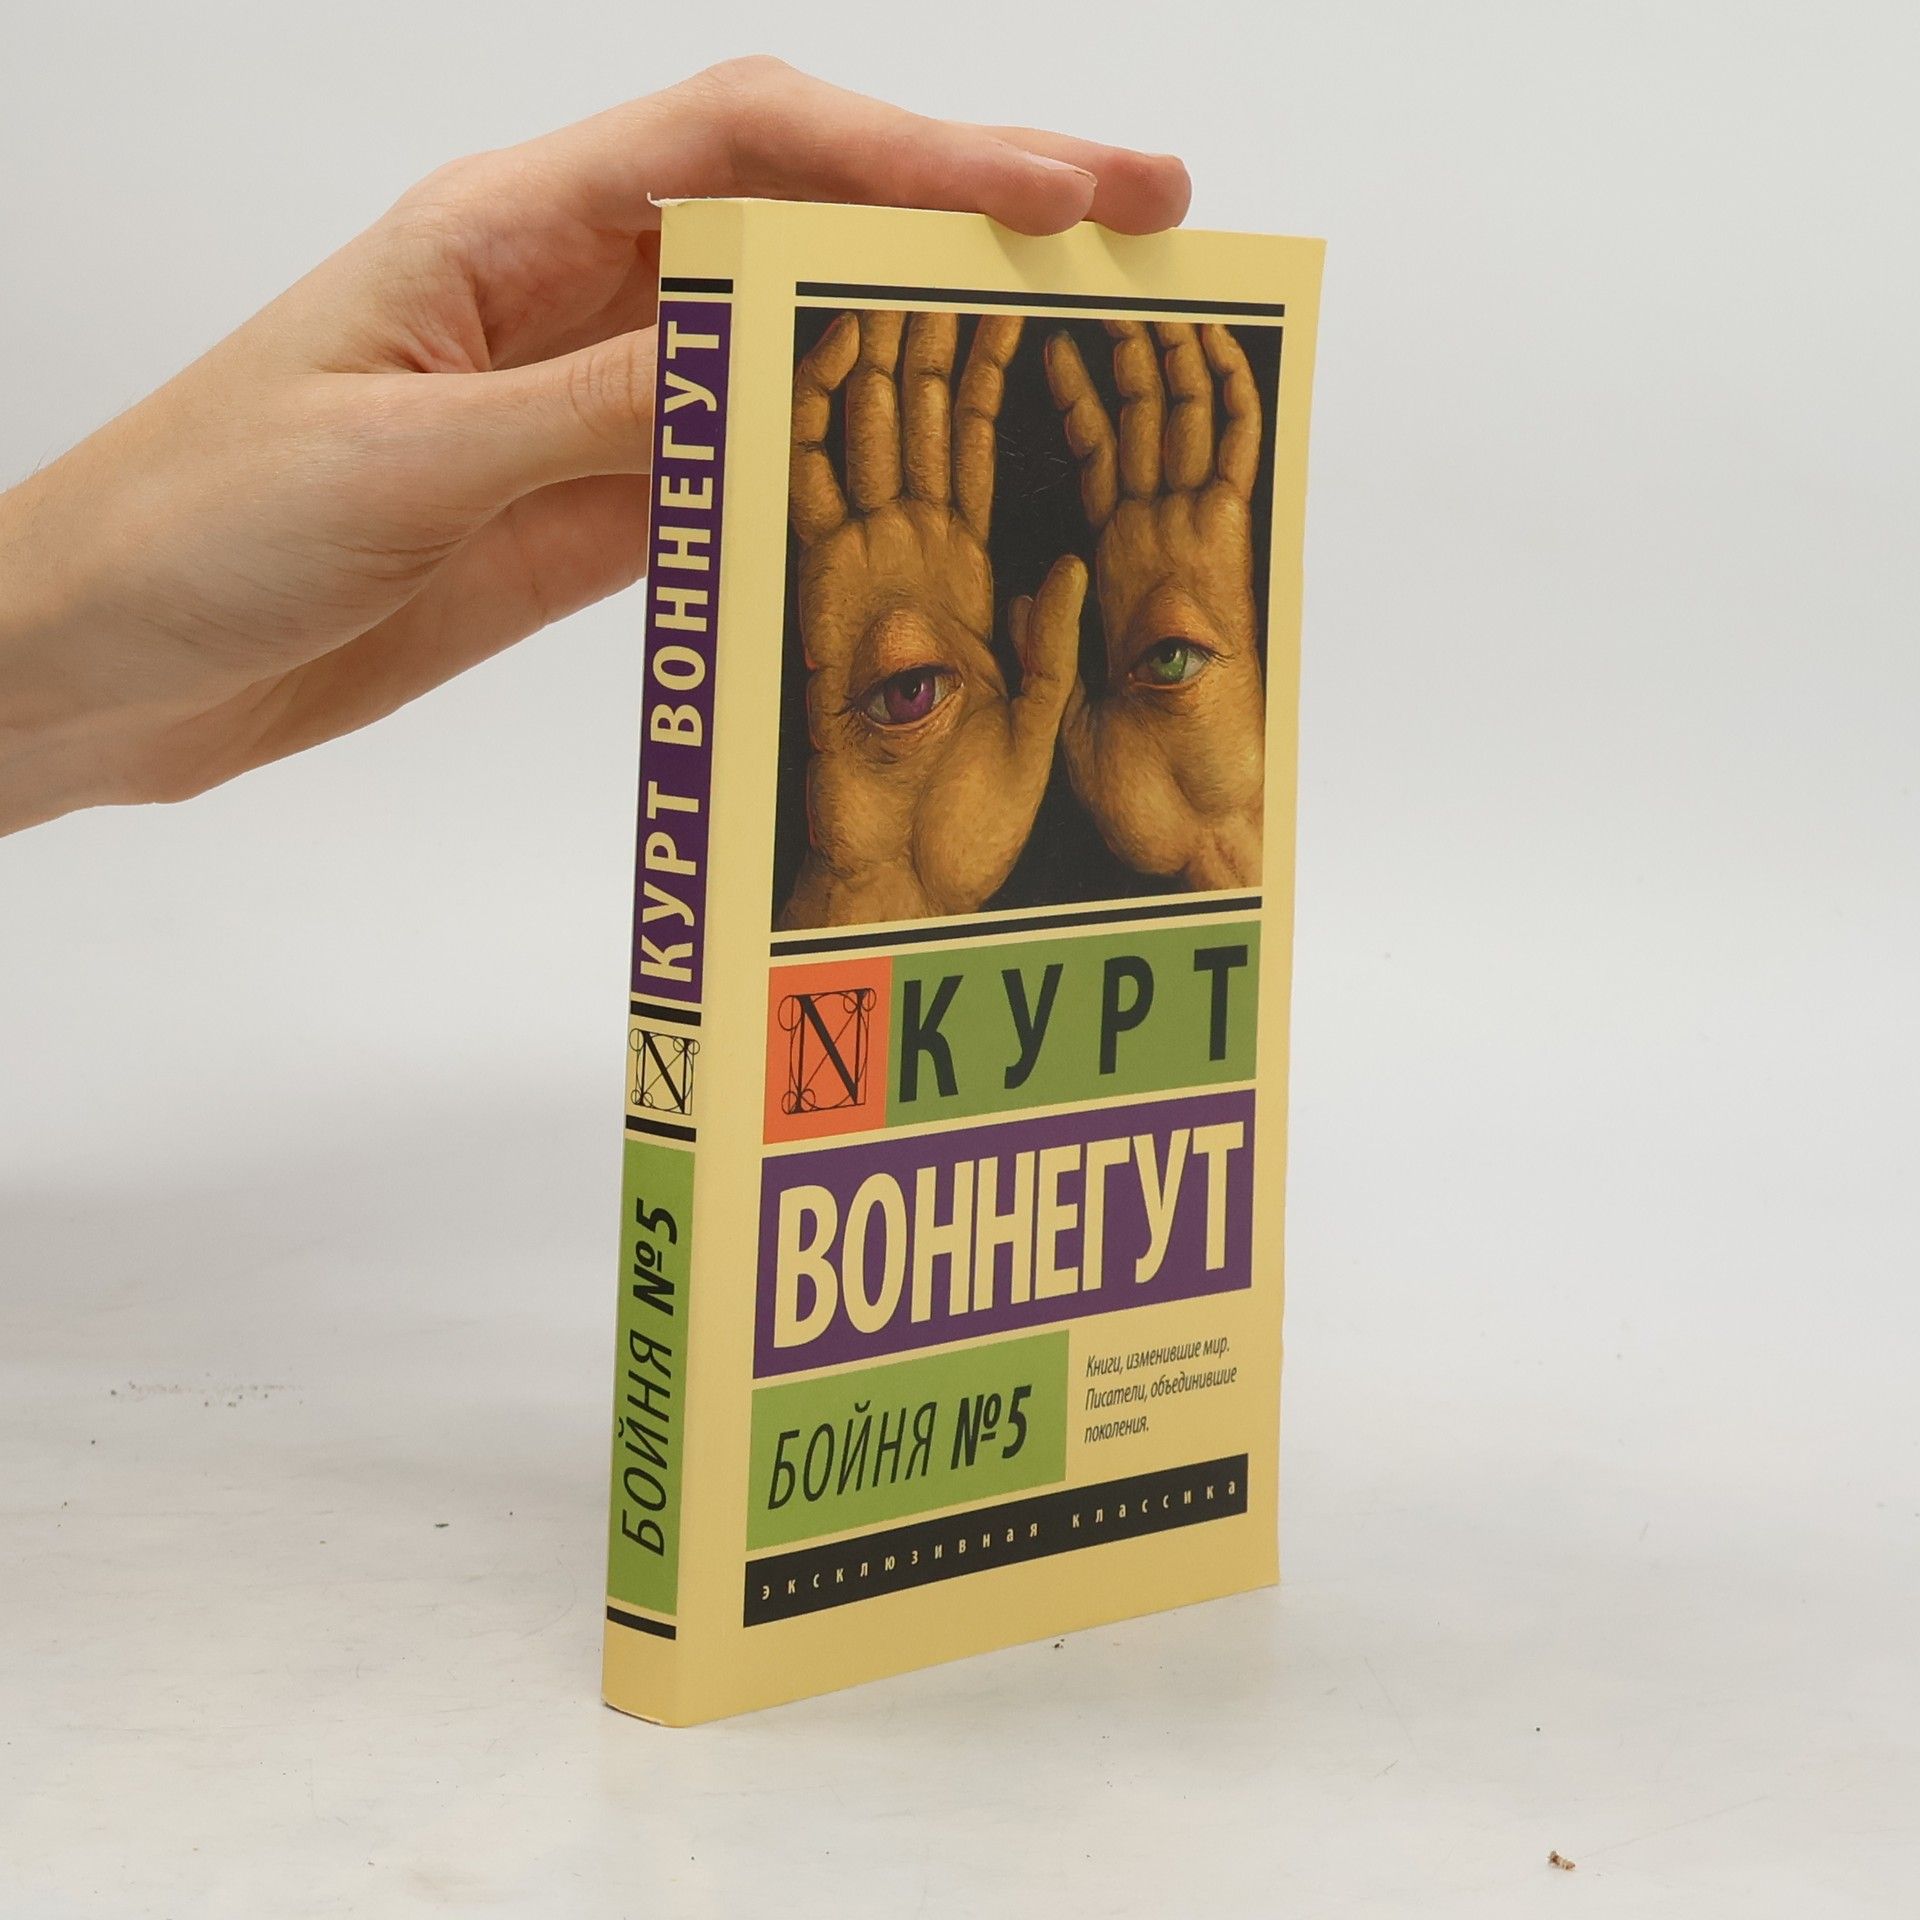 КУРТ ВОННЕГУТ
N
БОЙНЯ №5
N
КУРТ
ВОННЕГУТ
БОЙНЯ №5
Книги, изменившие мир.
Писатели, объединившие
поколения.
эксклюзивная классика